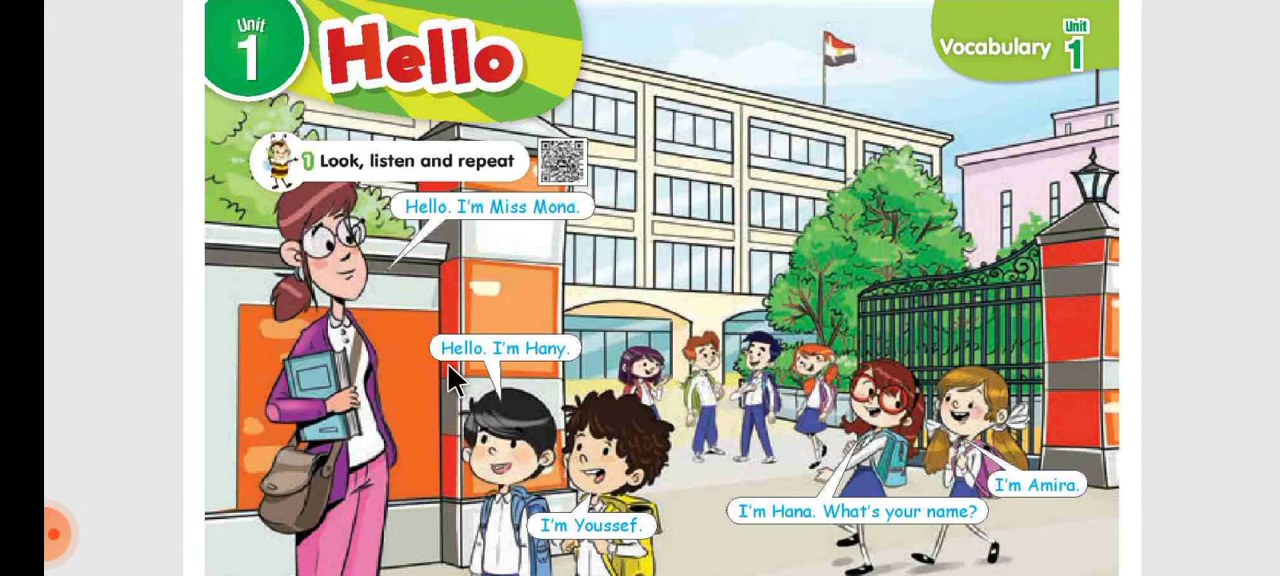 Unit
1
Hello
Vocabulary
Unit
1
1 Look, listen and repeat
Hello. I'm Miss Mona.
Hello. I'm Hany.
I'm Youssef.
I'm Hana. What's your name?
I'm Amira.